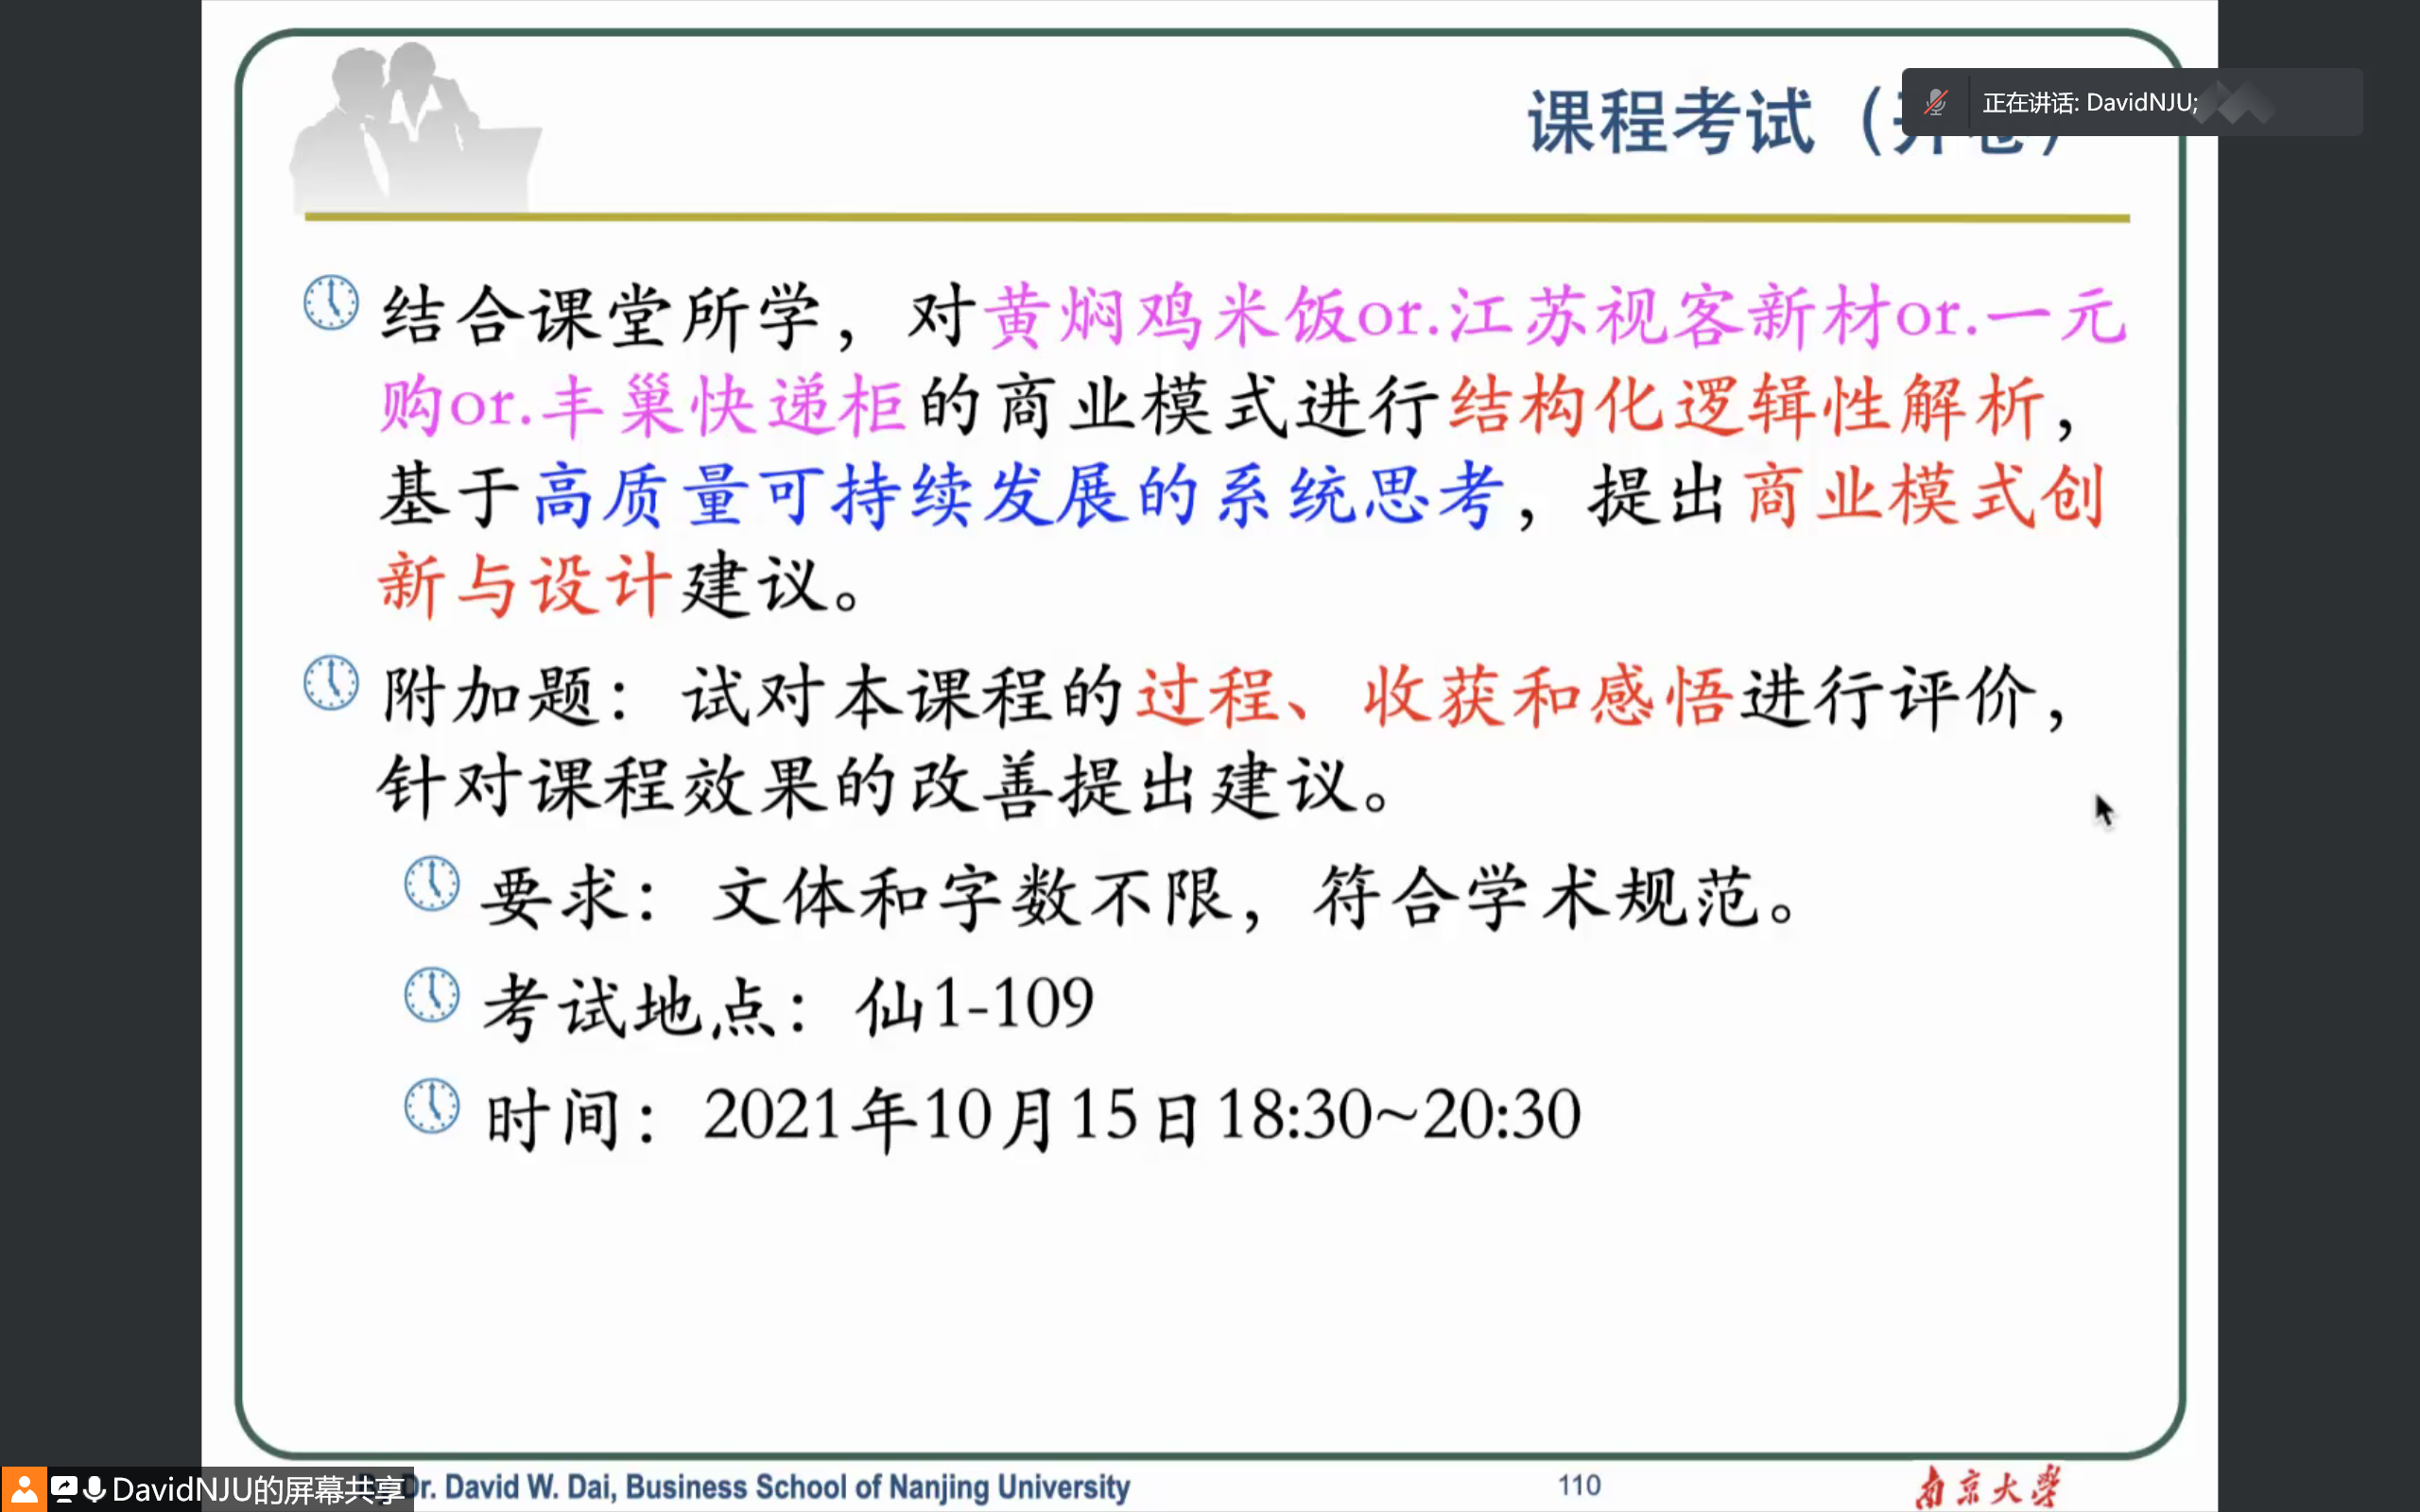 课程考试（开卷）
正在讲话: DavidNJU;
结合课堂所学，对黄焖鸡米饭or.江苏视客新材or.一元
购or.丰巢快递柜的商业模式进行结构化逻辑性解析，
基于高质量可持续发展的系统思考，提出商业模式创
新与设计建议。
附加题：试对本课程的过程、收获和感悟进行评价，
针对课程效果的改善提出建议。
要求：文体和字数不限，符合学术规范。
考试地点：仙1-109
时间：2021年10月15日18:30~20:30
DavidNJU的屏幕共享
Dr. David W. Dai, Business School of Nanjing University
110
南京大学